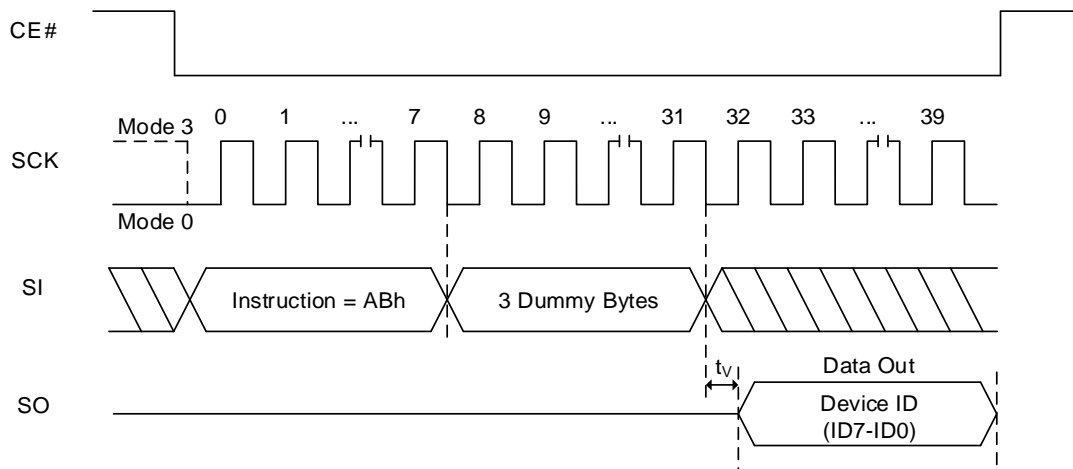 CE#
0 1 ... 7 8 9 ... 31 32 33 ... 39
Mode 3
SCK
Mode 0
SI
Instruction = ABh
3 Dummy Bytes
tV
Data Out
SO
Device ID
(ID7-ID0)